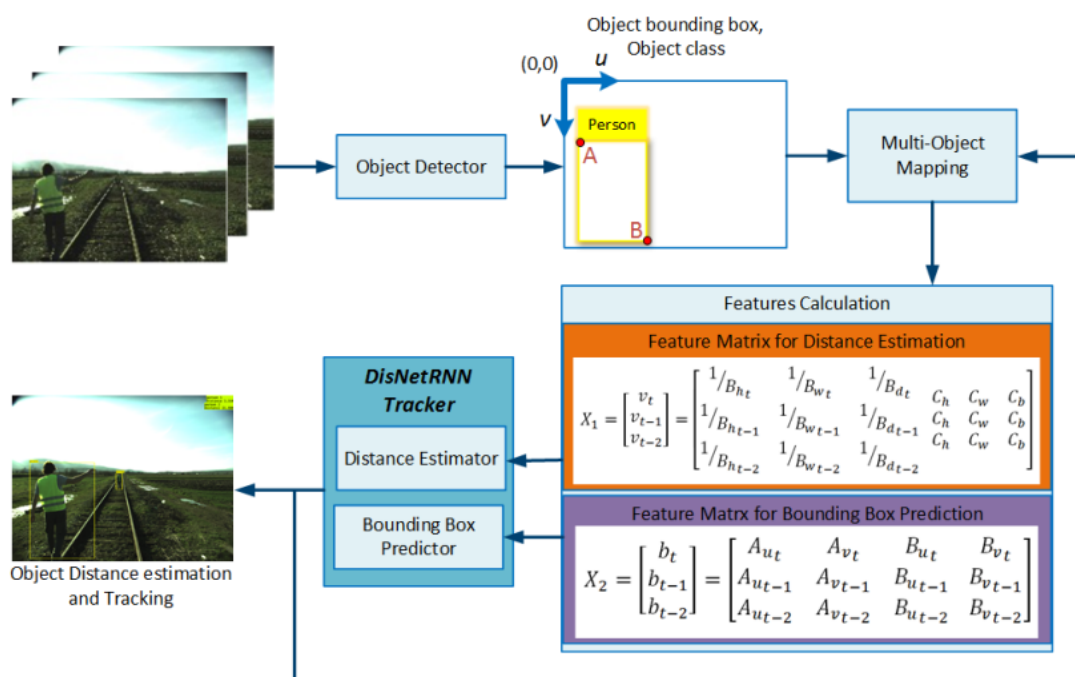 Object bounding box,
Object class
(0,0)
u
v
Person
A
B
Object Detector
Multi-Object
Mapping
Features Calculation
Feature Matrix for Distance Estimation
X₁ = [v_t; v_{t-1}; v_{t-2}] = [1/B_{h_t} 1/B_{w_t} 1/B_{d_t} C_h C_w C_b;
1/B_{h_{t-1}} 1/B_{w_{t-1}} 1/B_{d_{t-1}} C_h C_w C_b;
1/B_{h_{t-2}} 1/B_{w_{t-2}} 1/B_{d_{t-2}} C_h C_w C_b]
Feature Matrx for Bounding Box Prediction
X₂ = [b_t; b_{t-1}; b_{t-2}] = [A_{u_t} A_{v_t} B_{u_t} B_{v_t};
A_{u_{t-1}} A_{v_{t-1}} B_{u_{t-1}} B_{v_{t-1}};
A_{u_{t-2}} A_{v_{t-2}} B_{u_{t-2}} B_{v_{t-2}}]
DisNetRNN
Tracker
Distance Estimator
Bounding Box
Predictor
Object Distance estimation
and Tracking